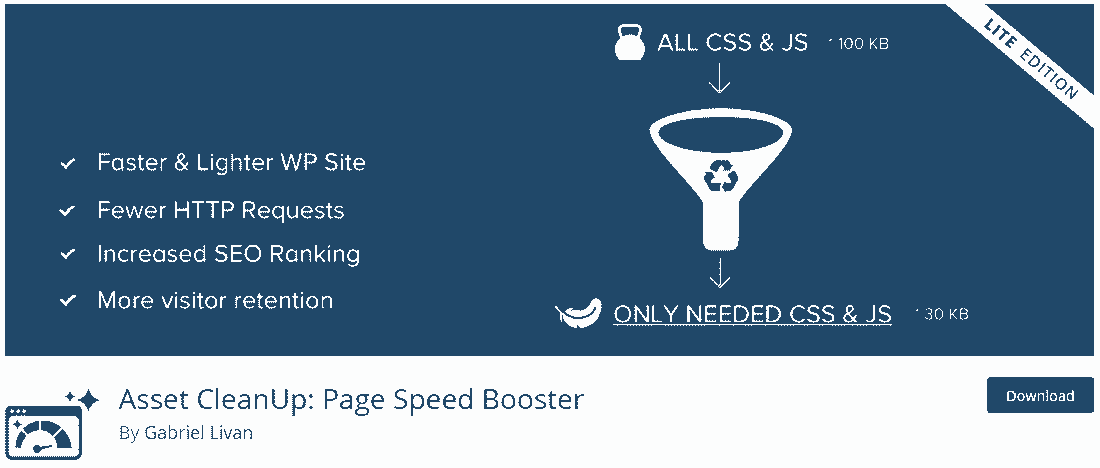 ALL CSS & JS 100 KB
LITE EDITION
Faster & Lighter WP Site
Fewer HTTP Requests
Increased SEO Ranking
More visitor retention
ONLY NEEDED CSS & JS 30 KB
Asset CleanUp: Page Speed Booster
By Gabriel Livan
Download